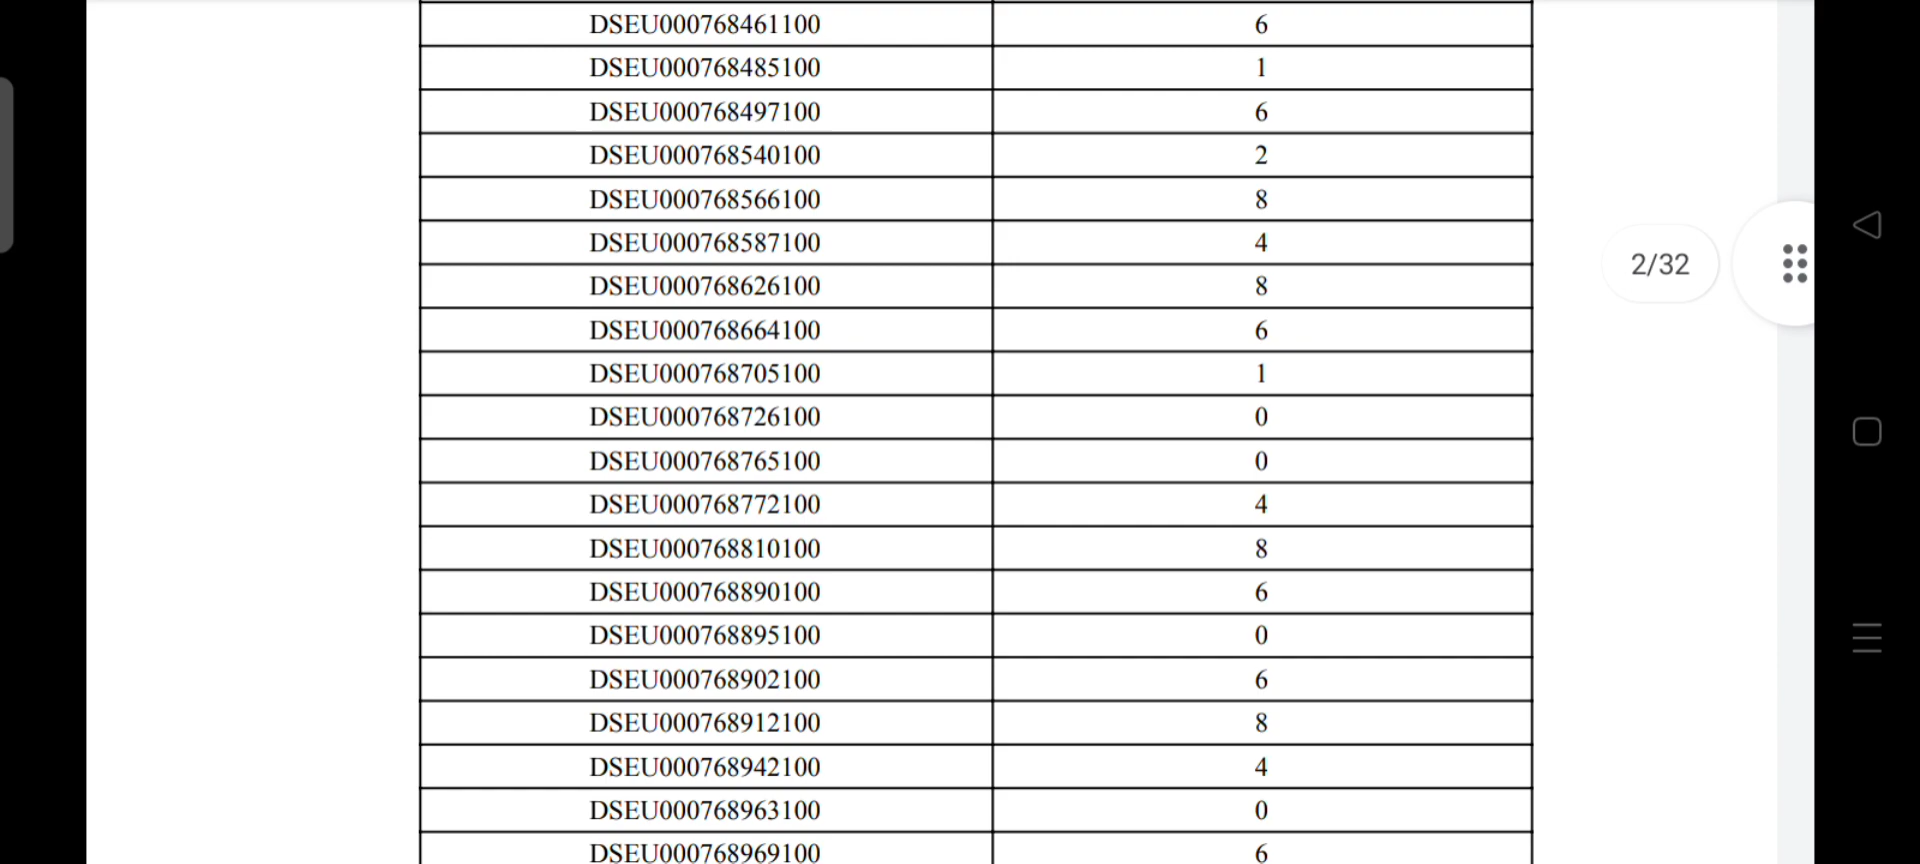 DSEU000768461100 6
DSEU000768485100 1
DSEU000768497100 6
DSEU000768540100 2
DSEU000768566100 8
DSEU000768587100 4
2/32
DSEU000768626100 8
DSEU000768664100 6
DSEU000768705100 1
DSEU000768726100 0
DSEU000768765100 0
DSEU000768772100 4
DSEU000768810100 8
DSEU000768890100 6
DSEU000768895100 0
DSEU000768902100 6
DSEU000768912100 8
DSEU000768942100 4
DSEU000768963100 0
DSEU000768969100 6